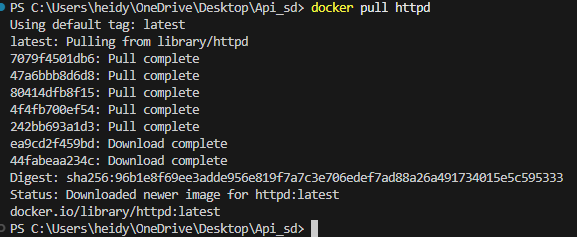 PS C:\Users\heidy\OneDrive\Desktop\Api_sd> docker pull httpd
Using default tag: latest
latest: Pulling from library/httpd
7079f4501db6: Pull complete
47a6bbb8d6d8: Pull complete
80414dfb8f15: Pull complete
4f4fb700ef54: Pull complete
242bb693a1d3: Pull complete
ea9cd2f459bd: Download complete
44fabeaa234c: Download complete
Digest: sha256:96b1e8f69ee3adde956e819f7a7c3e706edef7ad88a26a491734015e5c595333
Status: Downloaded newer image for httpd:latest
docker.io/library/httpd:latest
PS C:\Users\heidy\OneDrive\Desktop\Api_sd>